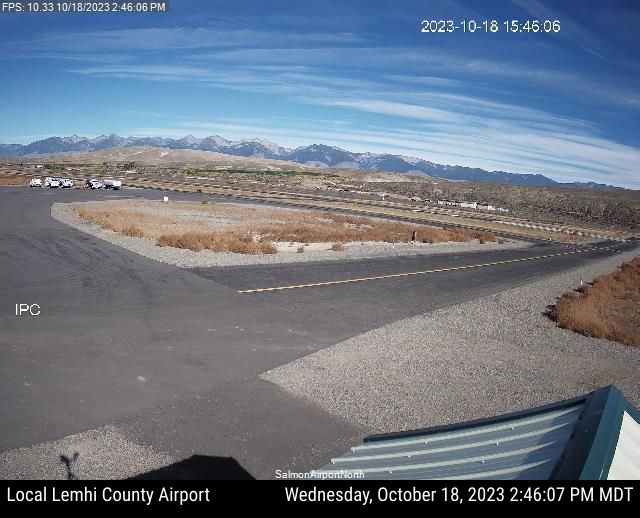 FPS: 10.33 10/18/2023 2:46:06 PM
2023-10-18 15:46:06
IPC
SalmonAirportNorth
Local Lemhi County Airport Wednesday, October 18, 2023 2:46:07 PM MDT